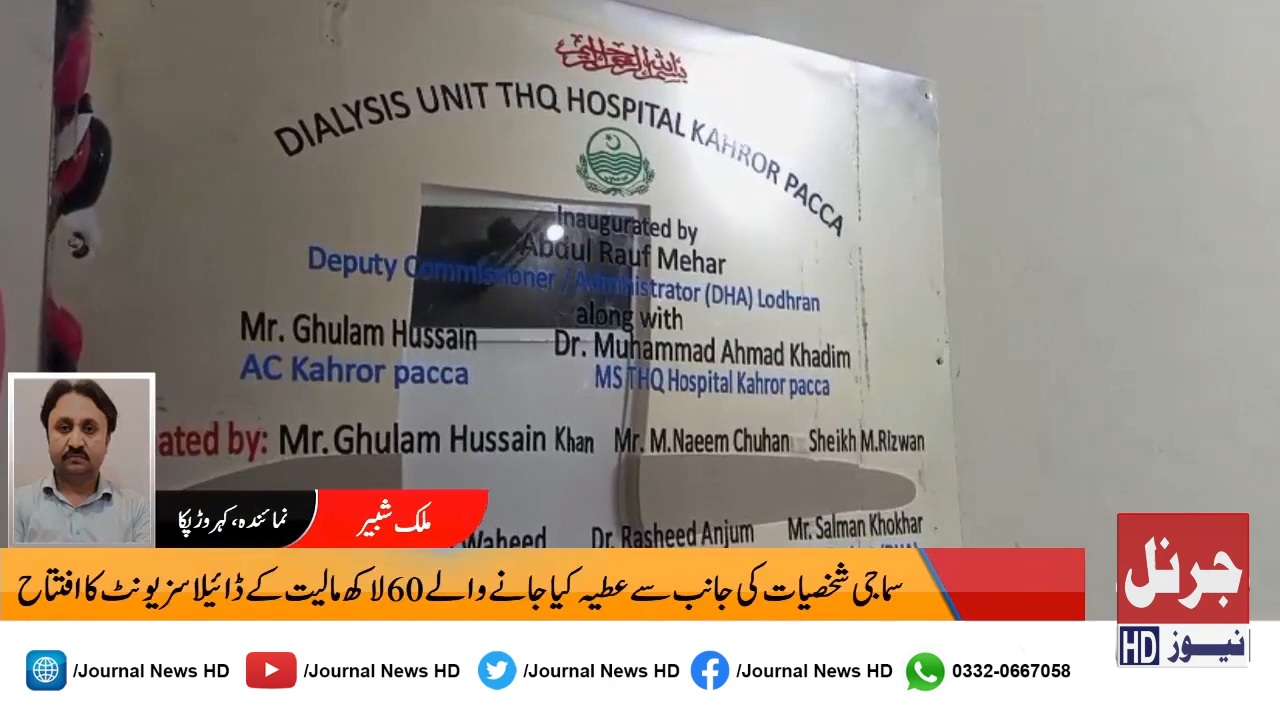 DIALYSIS UNIT THQ HOSPITAL KAHROR PACCA
Inaugurated by
Abdul Rauf Mehar
Deputy Commissioner / Administrator (DHA) Lodhran
along with
Mr. Ghulam Hussain
Dr. Muhammad Ahmad Khadim
AC Kahror pacca
MS THQ Hospital Kahror pacca
ated by: Mr. Ghulam Hussain Khan Mr. M.Naeem Chuhan Sheikh M.Rizwan
Waheed Dr. Rasheed Anjum Mr. Salman Khokhar
ملک شبیر
نمائندہ، کہروڑپکا
سماجی شخصیات کی جانب سے عطیہ کیا جانے والے 60 لاکھ مالیت کے ڈائیلاسز یونٹ کا افتتاح
جرنل
نیوز HD
/Journal News HD /Journal News HD /Journal News HD /Journal News HD 0332-0667058